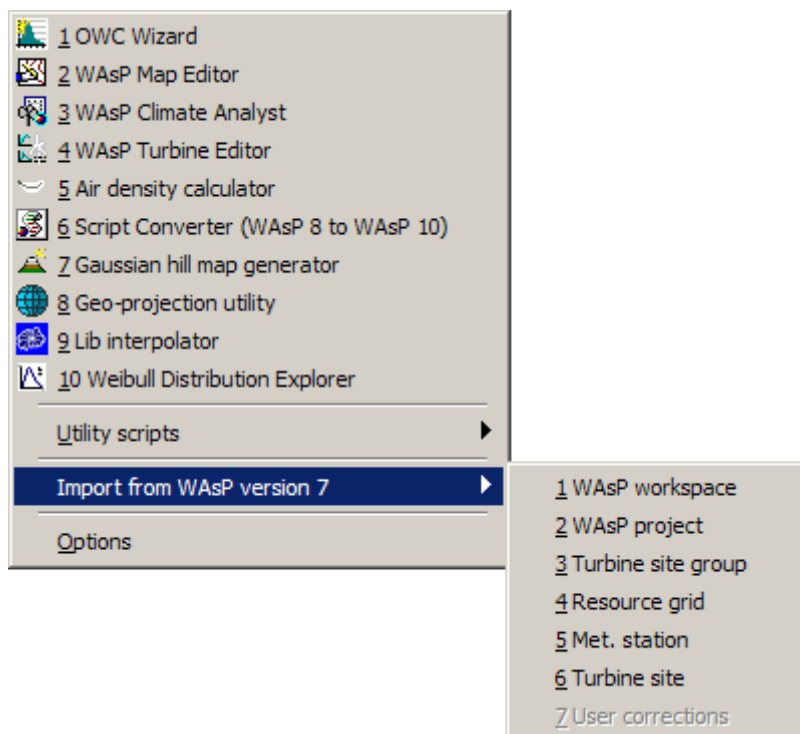 1 OWC Wizard
2 WAsP Map Editor
3 WAsP Climate Analyst
4 WAsP Turbine Editor
5 Air density calculator
6 Script Converter (WAsP 8 to WAsP 10)
7 Gaussian hill map generator
8 Geo-projection utility
9 Lib interpolator
10 Weibull Distribution Explorer
Utility scripts
Import from WAsP version 7
Options
1 WAsP workspace
2 WAsP project
3 Turbine site group
4 Resource grid
5 Met. station
6 Turbine site
7 User corrections